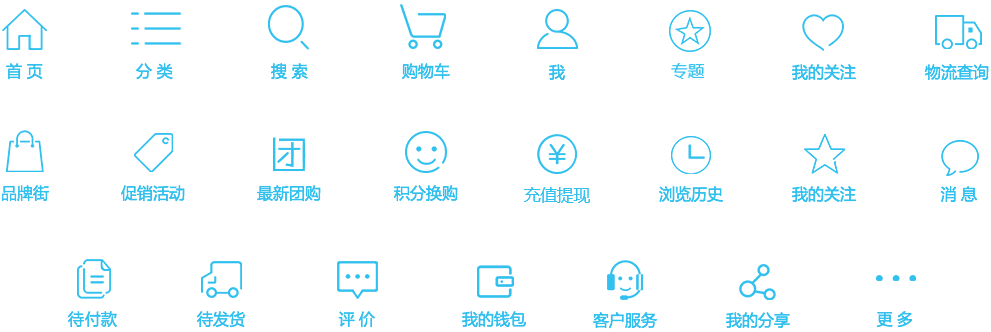 首 页 分 类 搜 索 购物车 我 专题 我的关注 物流查询
团 ¥
品牌街 促销活动 最新团购 积分换购 充值提现 浏览历史 我的关注 消 息
待付款 待发货 评 价 我的钱包 客户服务 我的分享 更 多